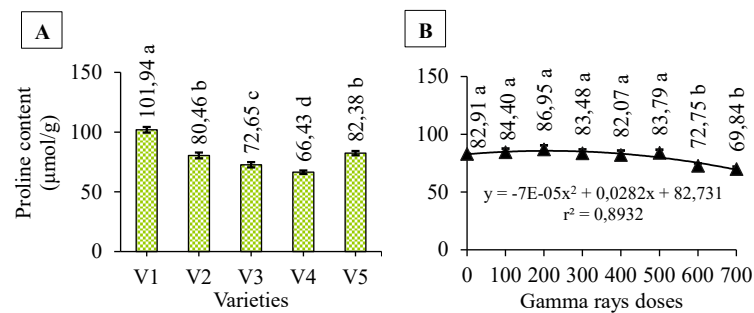 A
Proline content
(µmol/g)
150
100
50
0
101,94 a
80,46 b
72,65 c
66,43 d
82,38 b
V1 V2 V3 V4 V5
Varieties
B
150
100
50
0
82,91 a
84,40 a
86,95 a
83,48 a
82,07 a
83,79 a
72,75 b
69,84 b
y = -7E-05x² + 0,0282x + 82,731
r² = 0,8932
0 100 200 300 400 500 600 700
Gamma rays doses